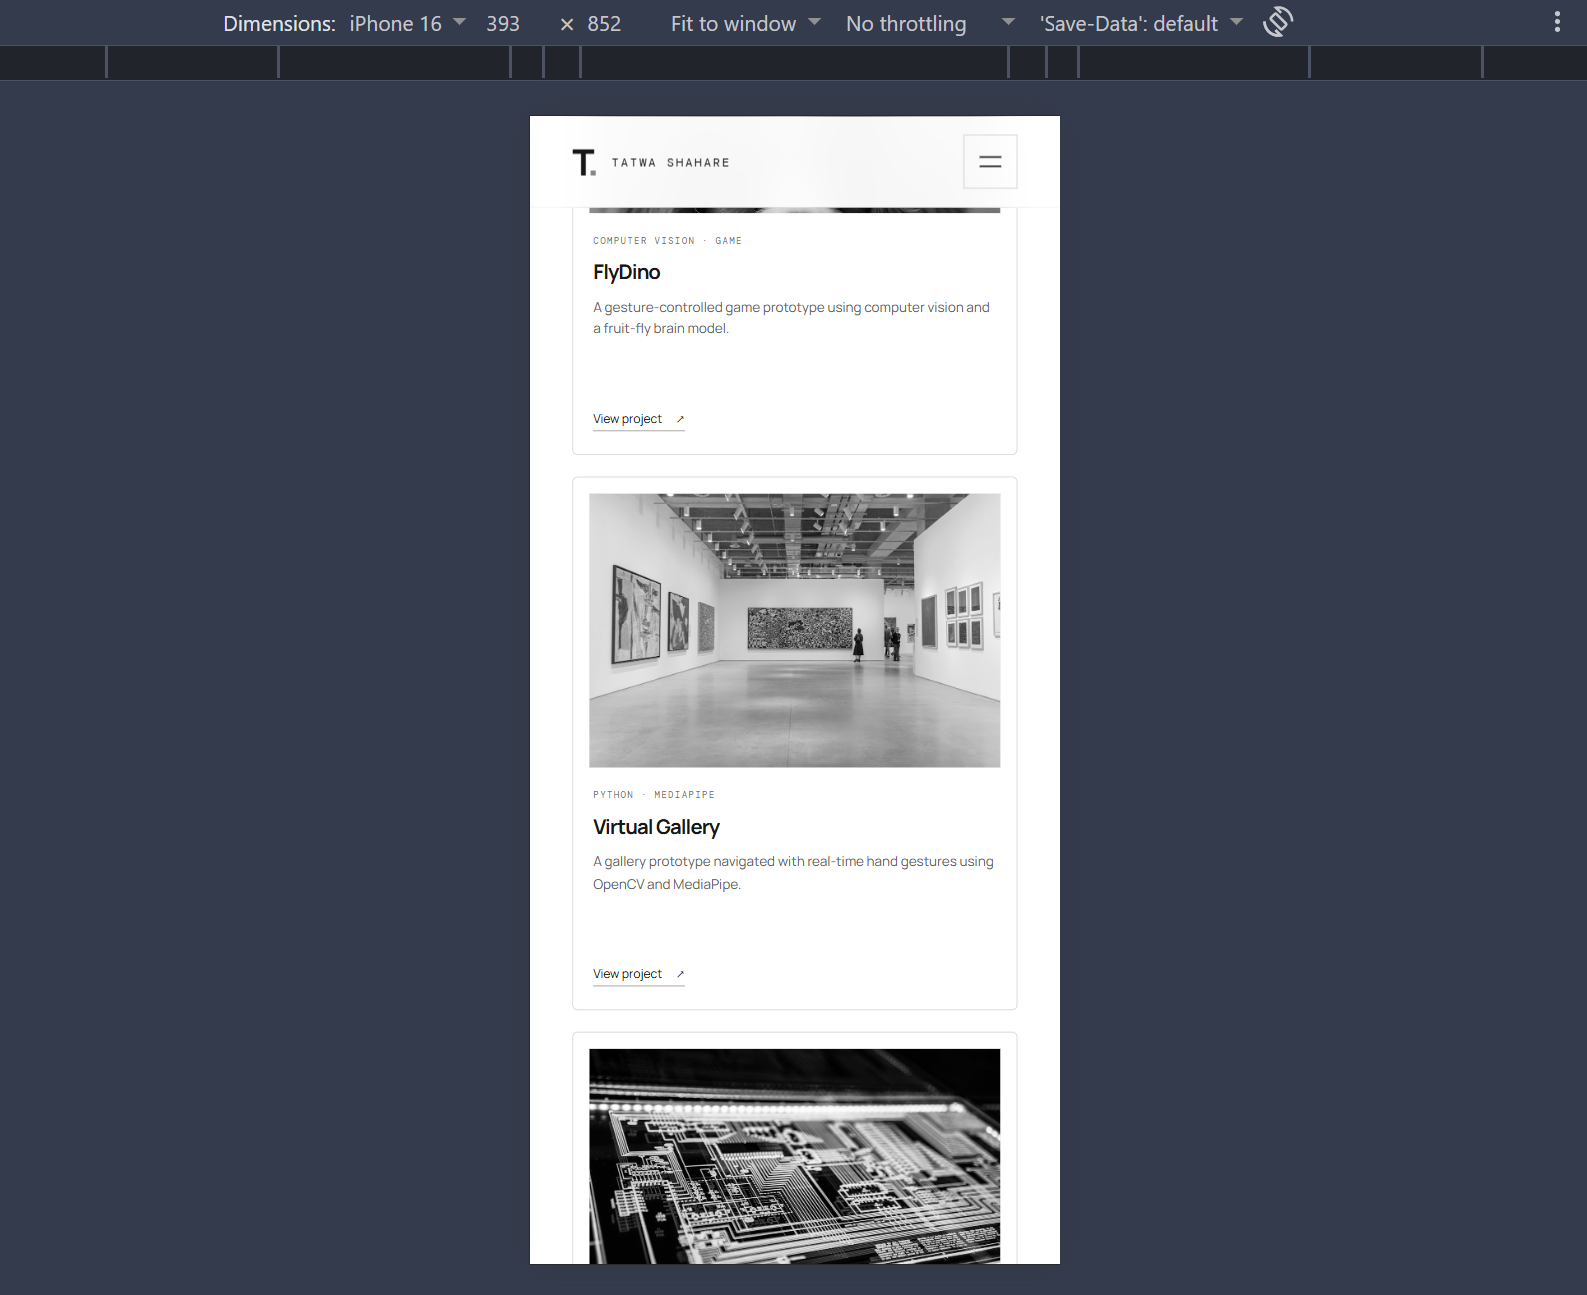 Dimensions: iPhone 16 393 × 852 Fit to window No throttling 'Save-Data': default
T. TATWA SHAHARE
COMPUTER VISION · GAME
FlyDino
A gesture-controlled game prototype using computer vision and
a fruit-fly brain model.
View project ↗
PYTHON · MEDIAPIPE
Virtual Gallery
A gallery prototype navigated with real-time hand gestures using
OpenCV and MediaPipe.
View project ↗